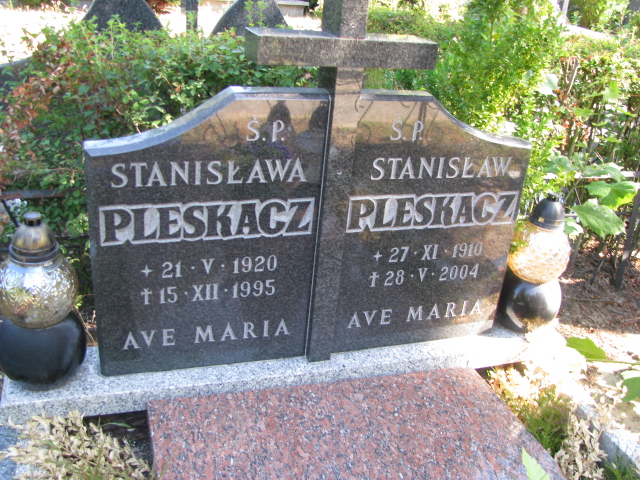 Ś.P.
STANISŁAWA
PLESKACZ
+ 21 · V · 1920
† 15 · XII · 1995
AVE MARIA
Ś.P.
STANISŁAW
PLESKACZ
+ 27 · XI · 1910
† 28 · V · 2004
AVE MARIA